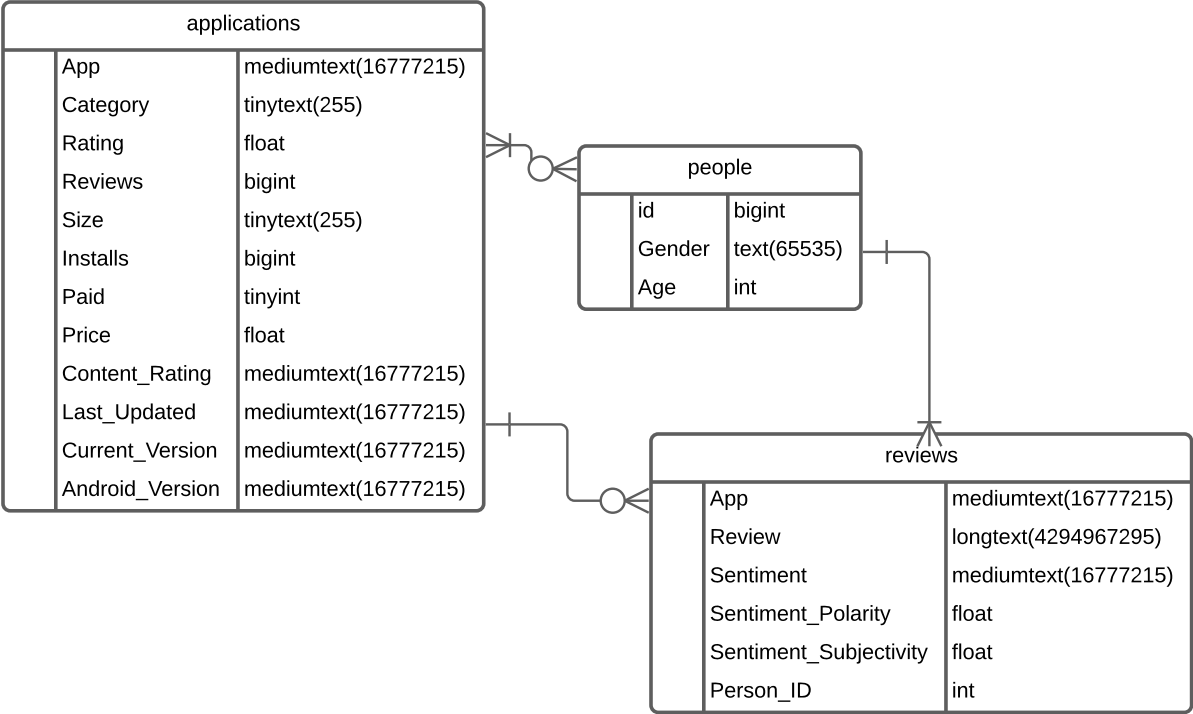 applications
App mediumtext(16777215)
Category tinytext(255)
Rating float
Reviews bigint
Size tinytext(255)
Installs bigint
Paid tinyint
Price float
Content_Rating mediumtext(16777215)
Last_Updated mediumtext(16777215)
Current_Version mediumtext(16777215)
Android_Version mediumtext(16777215)
people
id bigint
Gender text(65535)
Age int
reviews
App mediumtext(16777215)
Review longtext(4294967295)
Sentiment mediumtext(16777215)
Sentiment_Polarity float
Sentiment_Subjectivity float
Person_ID int